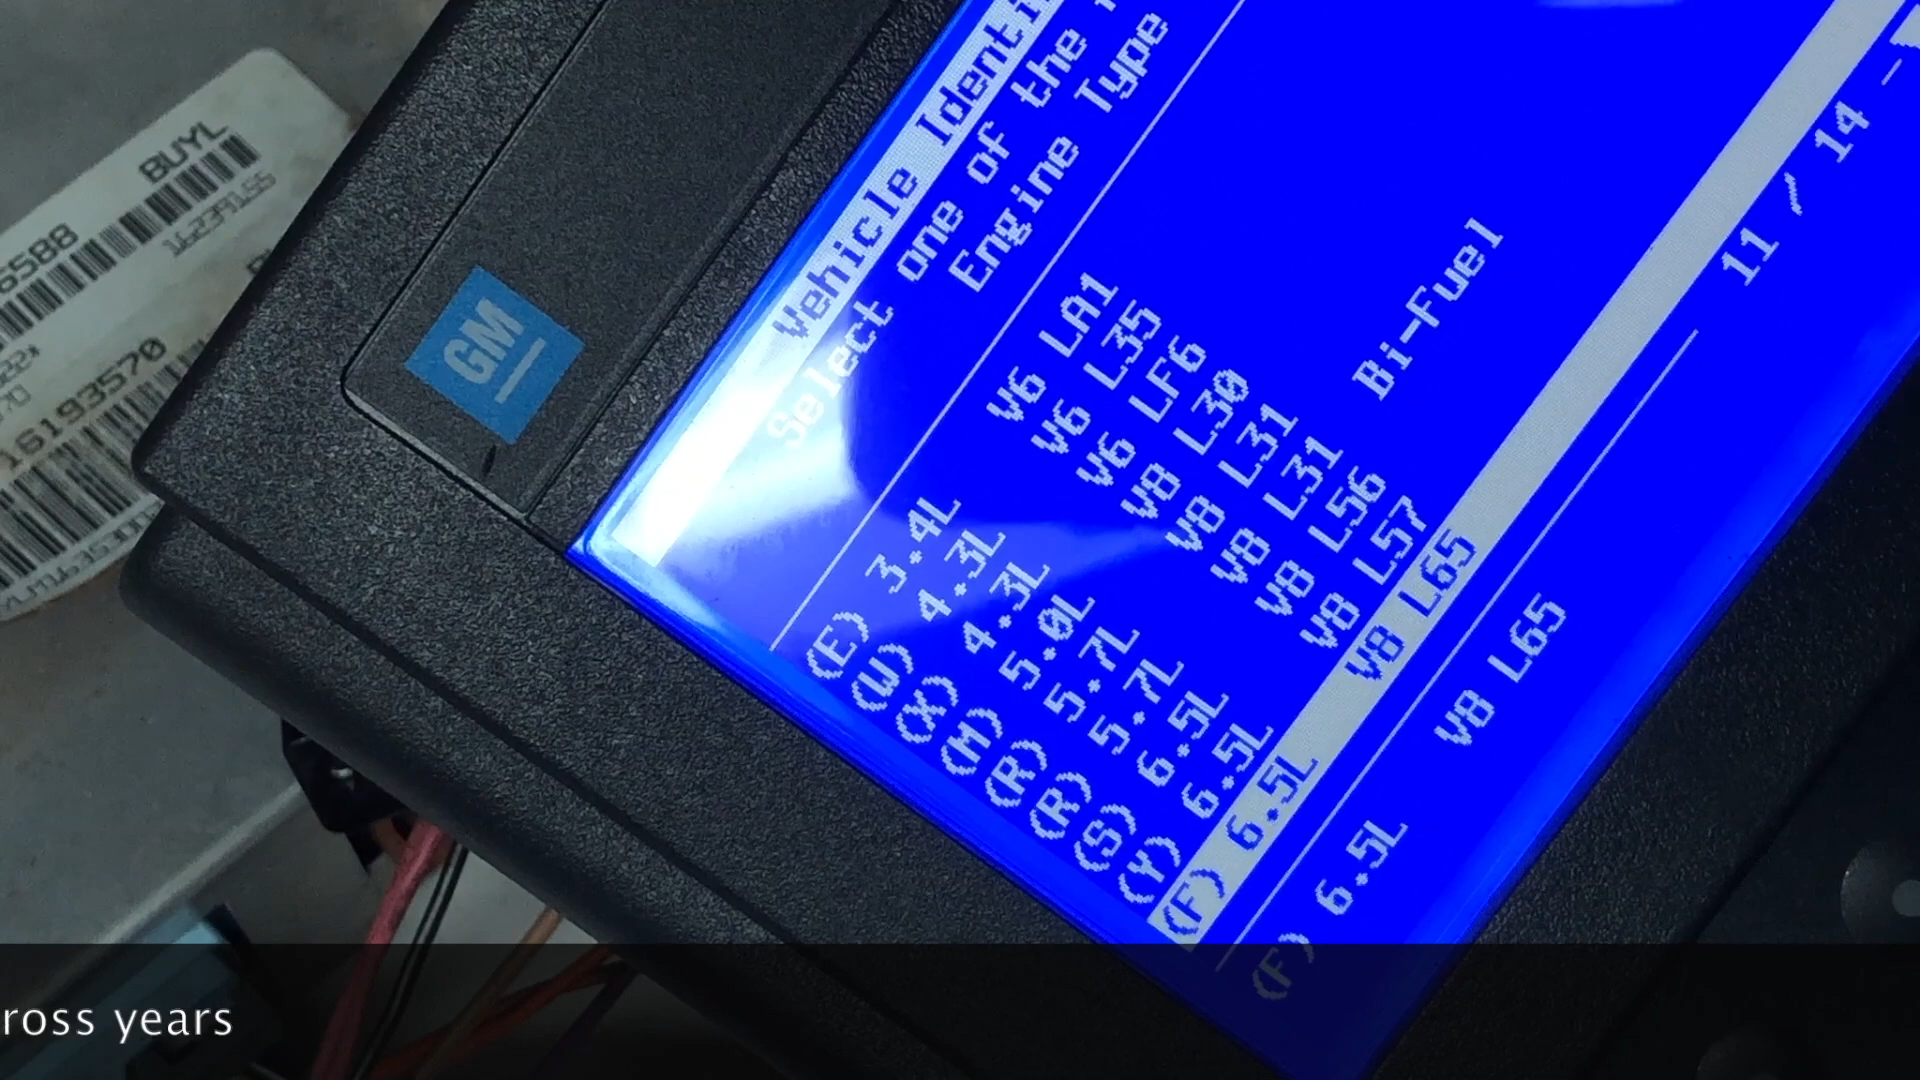 BUYL
16239155
6588
16193570
GM
Vehicle
Select one of the
Engine Type
(E) 3.4L V6 LA1
(W) 4.3L V6 L35
(X) 4.3L V6 LF6
(M) 5.0L V8 L30
(R) 5.7L V8 L31
(R) 5.7L V8 L31 Bi-Fuel
(S) 6.5L V8 L56
(Y) 6.5L V8 L57
(F) 6.5L V8 L65
11 / 14
(F) 6.5L V8 L65
ross years